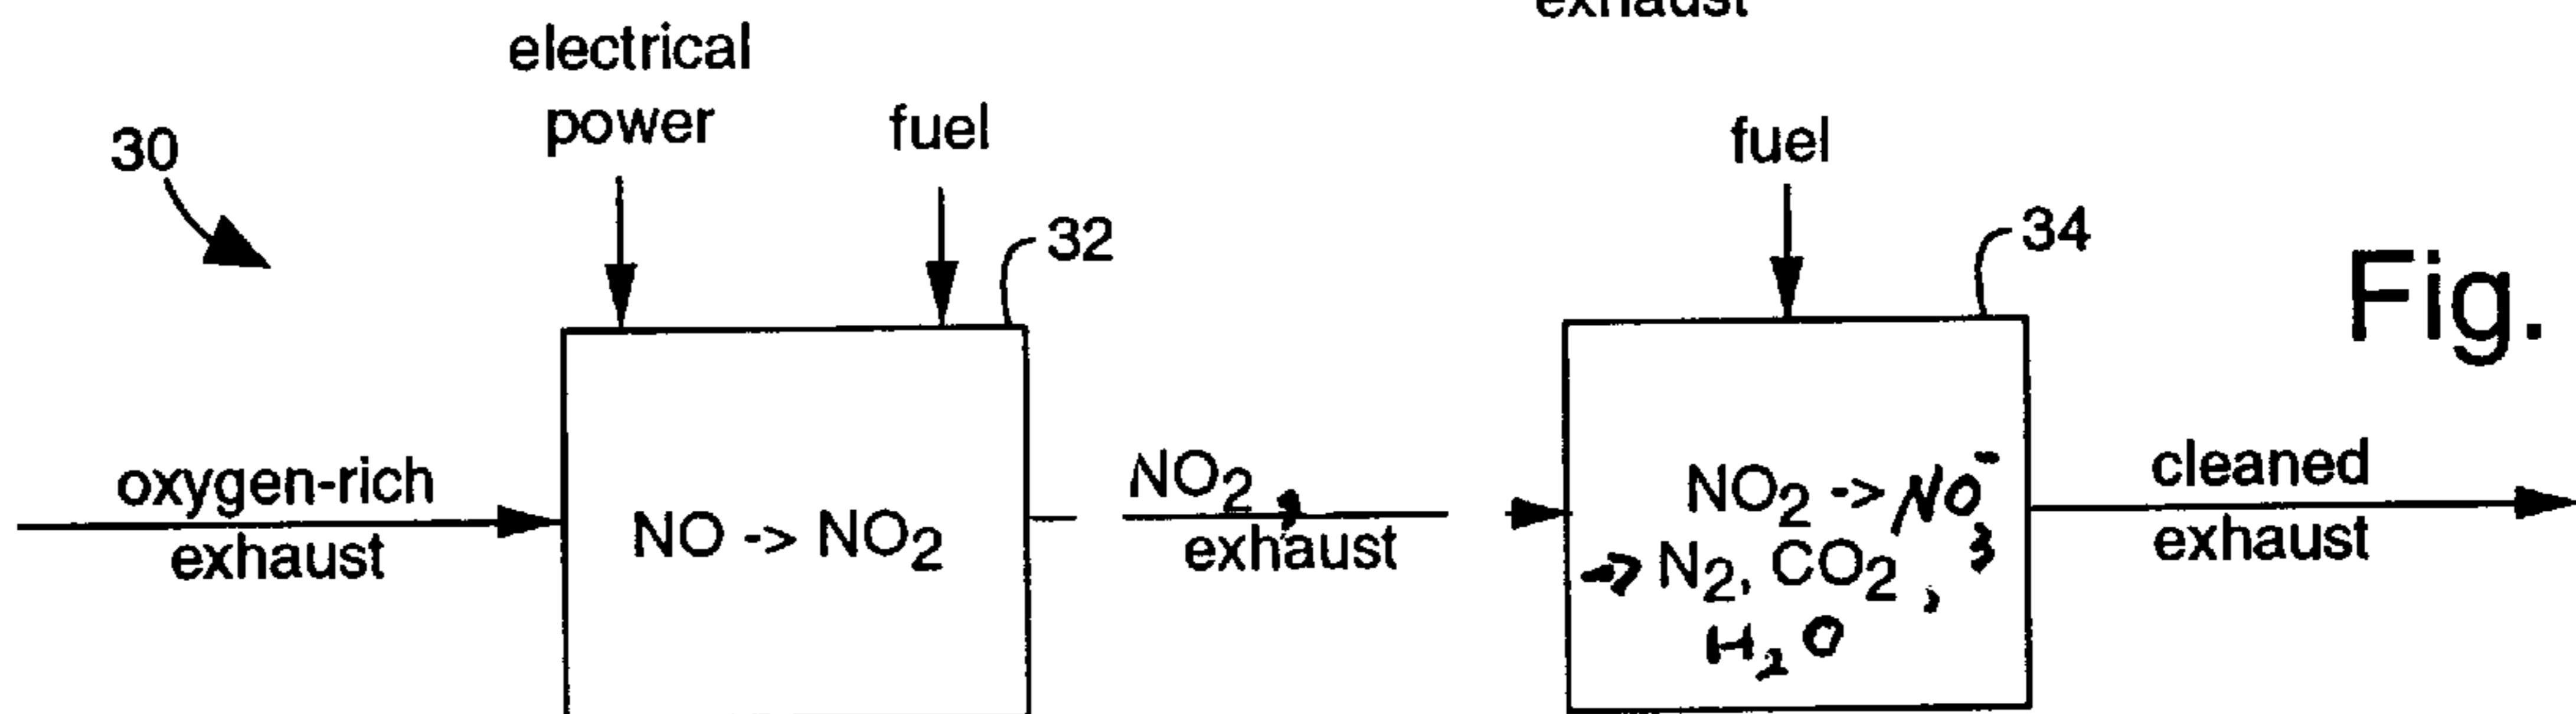 exhaust
electrical
power
fuel
30
32
fuel
34
Fig.
oxygen-rich
exhaust
NO -> NO₂
NO₂,
exhaust
NO₂ -> NO₃⁻
-> N₂, CO₂,
H₂O
cleaned
exhaust